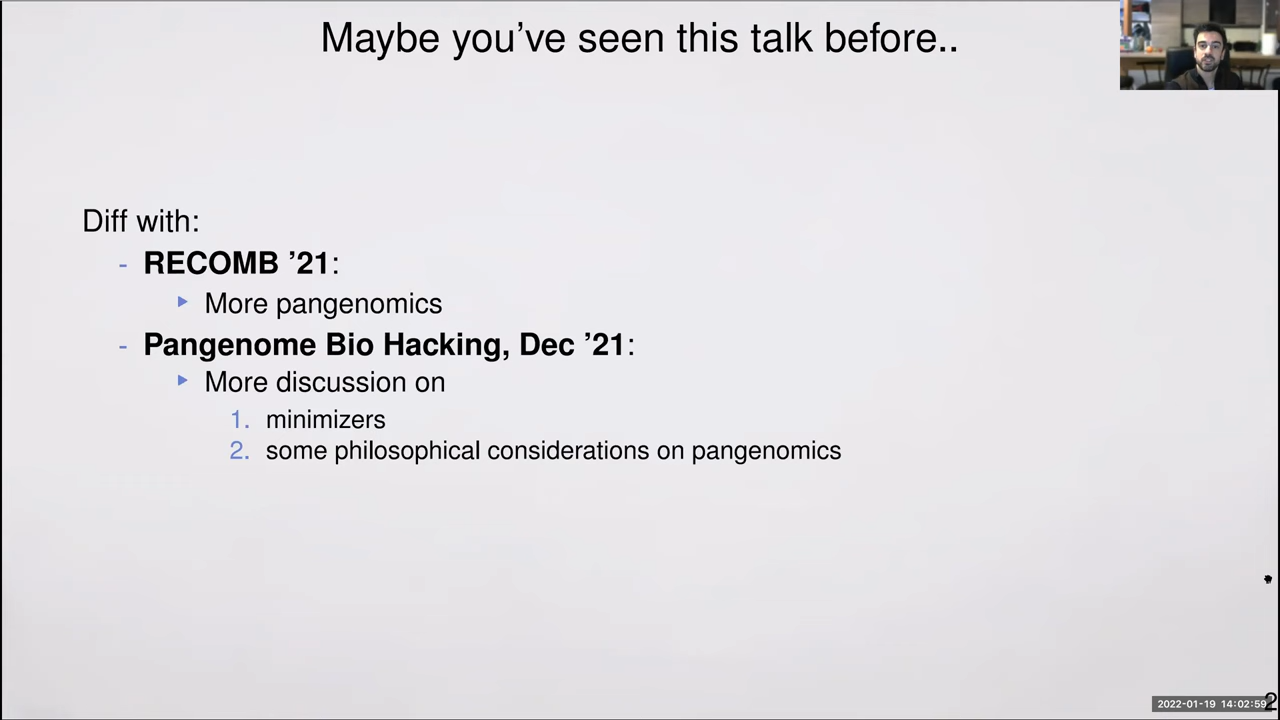 Maybe you’ve seen this talk before..
Diff with:
- RECOMB ’21:
▸ More pangenomics
- Pangenome Bio Hacking, Dec ’21:
▸ More discussion on
1. minimizers
2. some philosophical considerations on pangenomics
2022-01-19 14:02:59
2